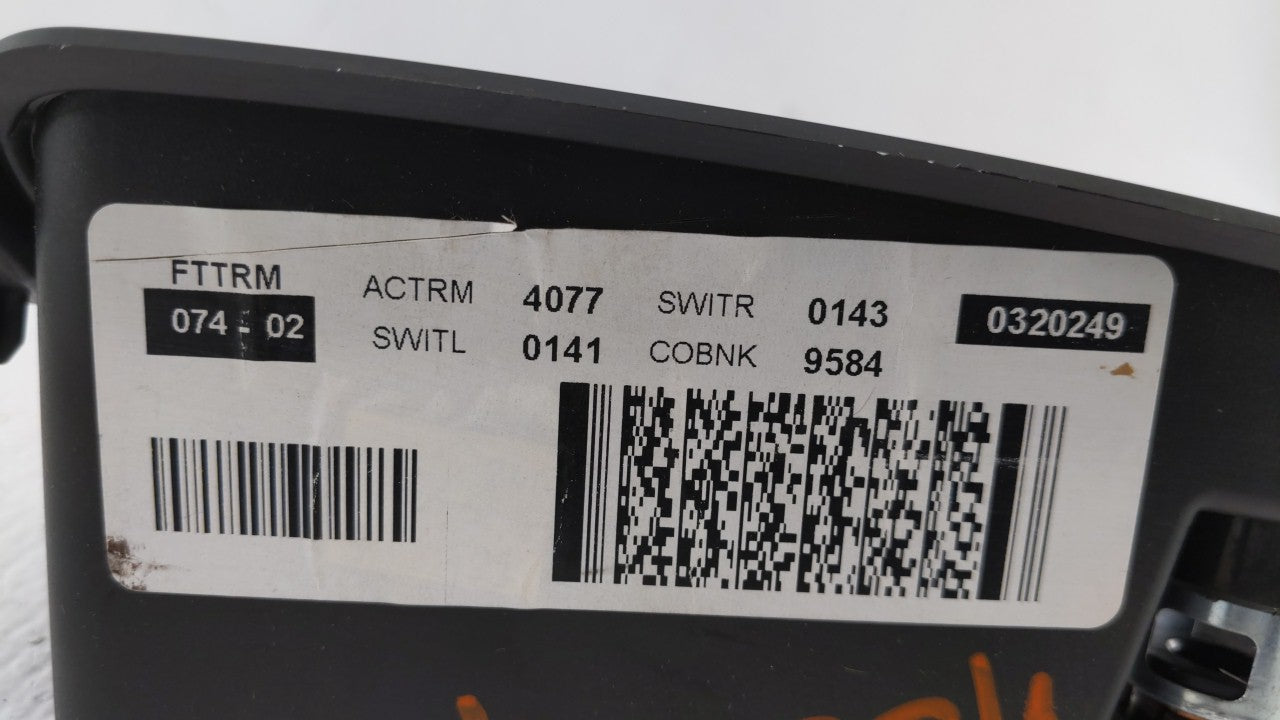 FTTRM ACTRM 4077 SWITR 0143 0320249
074 - 02 SWITL 0141 COBNK 9584